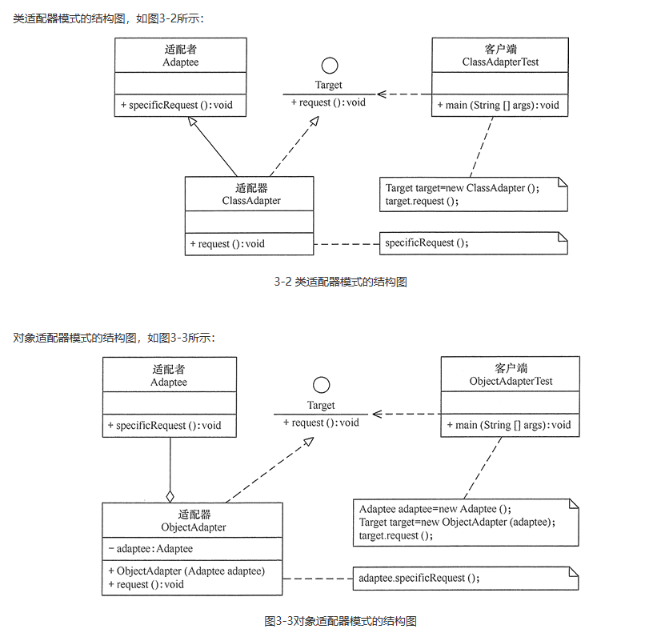 类适配器模式的结构图，如图3-2所示：
适配者
Adaptee
+ specificRequest ( ): void
Target
+ request ( ): void
客户端
ClassAdapterTest
+ main (String [] args): void
适配器
ClassAdapter
+ request ( ): void
Target target=new ClassAdapter ( );
target.request ( );
specificRequest ( );
3-2 类适配器模式的结构图
对象适配器模式的结构图，如图3-3所示：
适配者
Adaptee
+ specificRequest ( ): void
Target
+ request ( ): void
客户端
ObjectAdapterTest
+ main (String [] args): void
适配器
ObjectAdapter
− adaptee: Adaptee
+ ObjectAdapter (Adaptee adaptee)
+ request ( ): void
Adaptee adaptee=new Adaptee ( );
Target target=new ObjectAdapter (adaptee);
target.request ( );
adaptee.specificRequest ( );
图3-3对象适配器模式的结构图